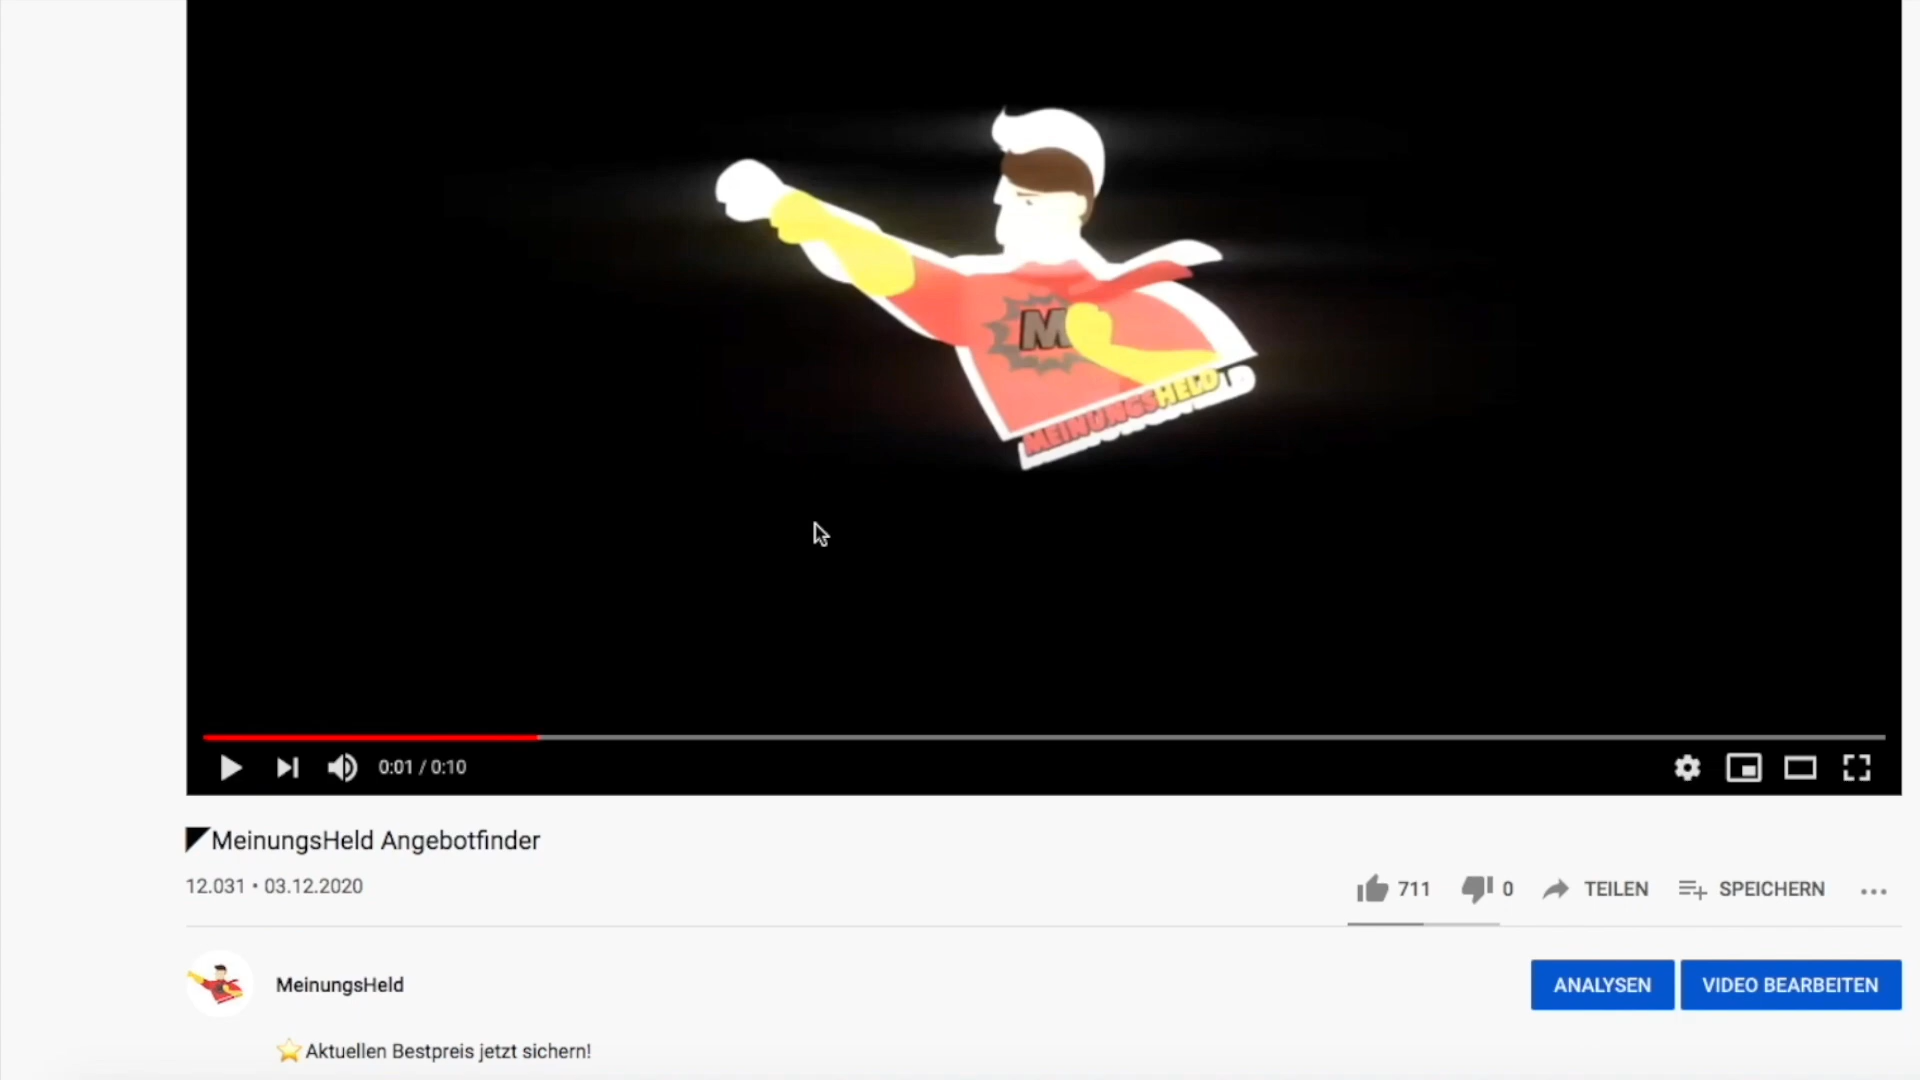 M
MEINUNGSHELD
0:01 / 0:10
◤MeinungsHeld Angebotfinder
12.031 • 03.12.2020
711 0 TEILEN SPEICHERN
MeinungsHeld
ANALYSEN VIDEO BEARBEITEN
⭐Aktuellen Bestpreis jetzt sichern!